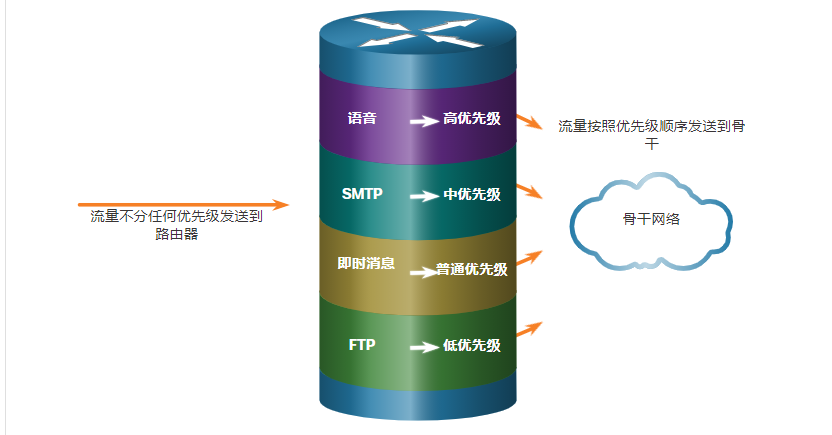 流量不分任何优先级发送到
路由器
语音
高优先级
SMTP
中优先级
即时消息
普通优先级
FTP
低优先级
流量按照优先级顺序发送到骨
干
骨干网络